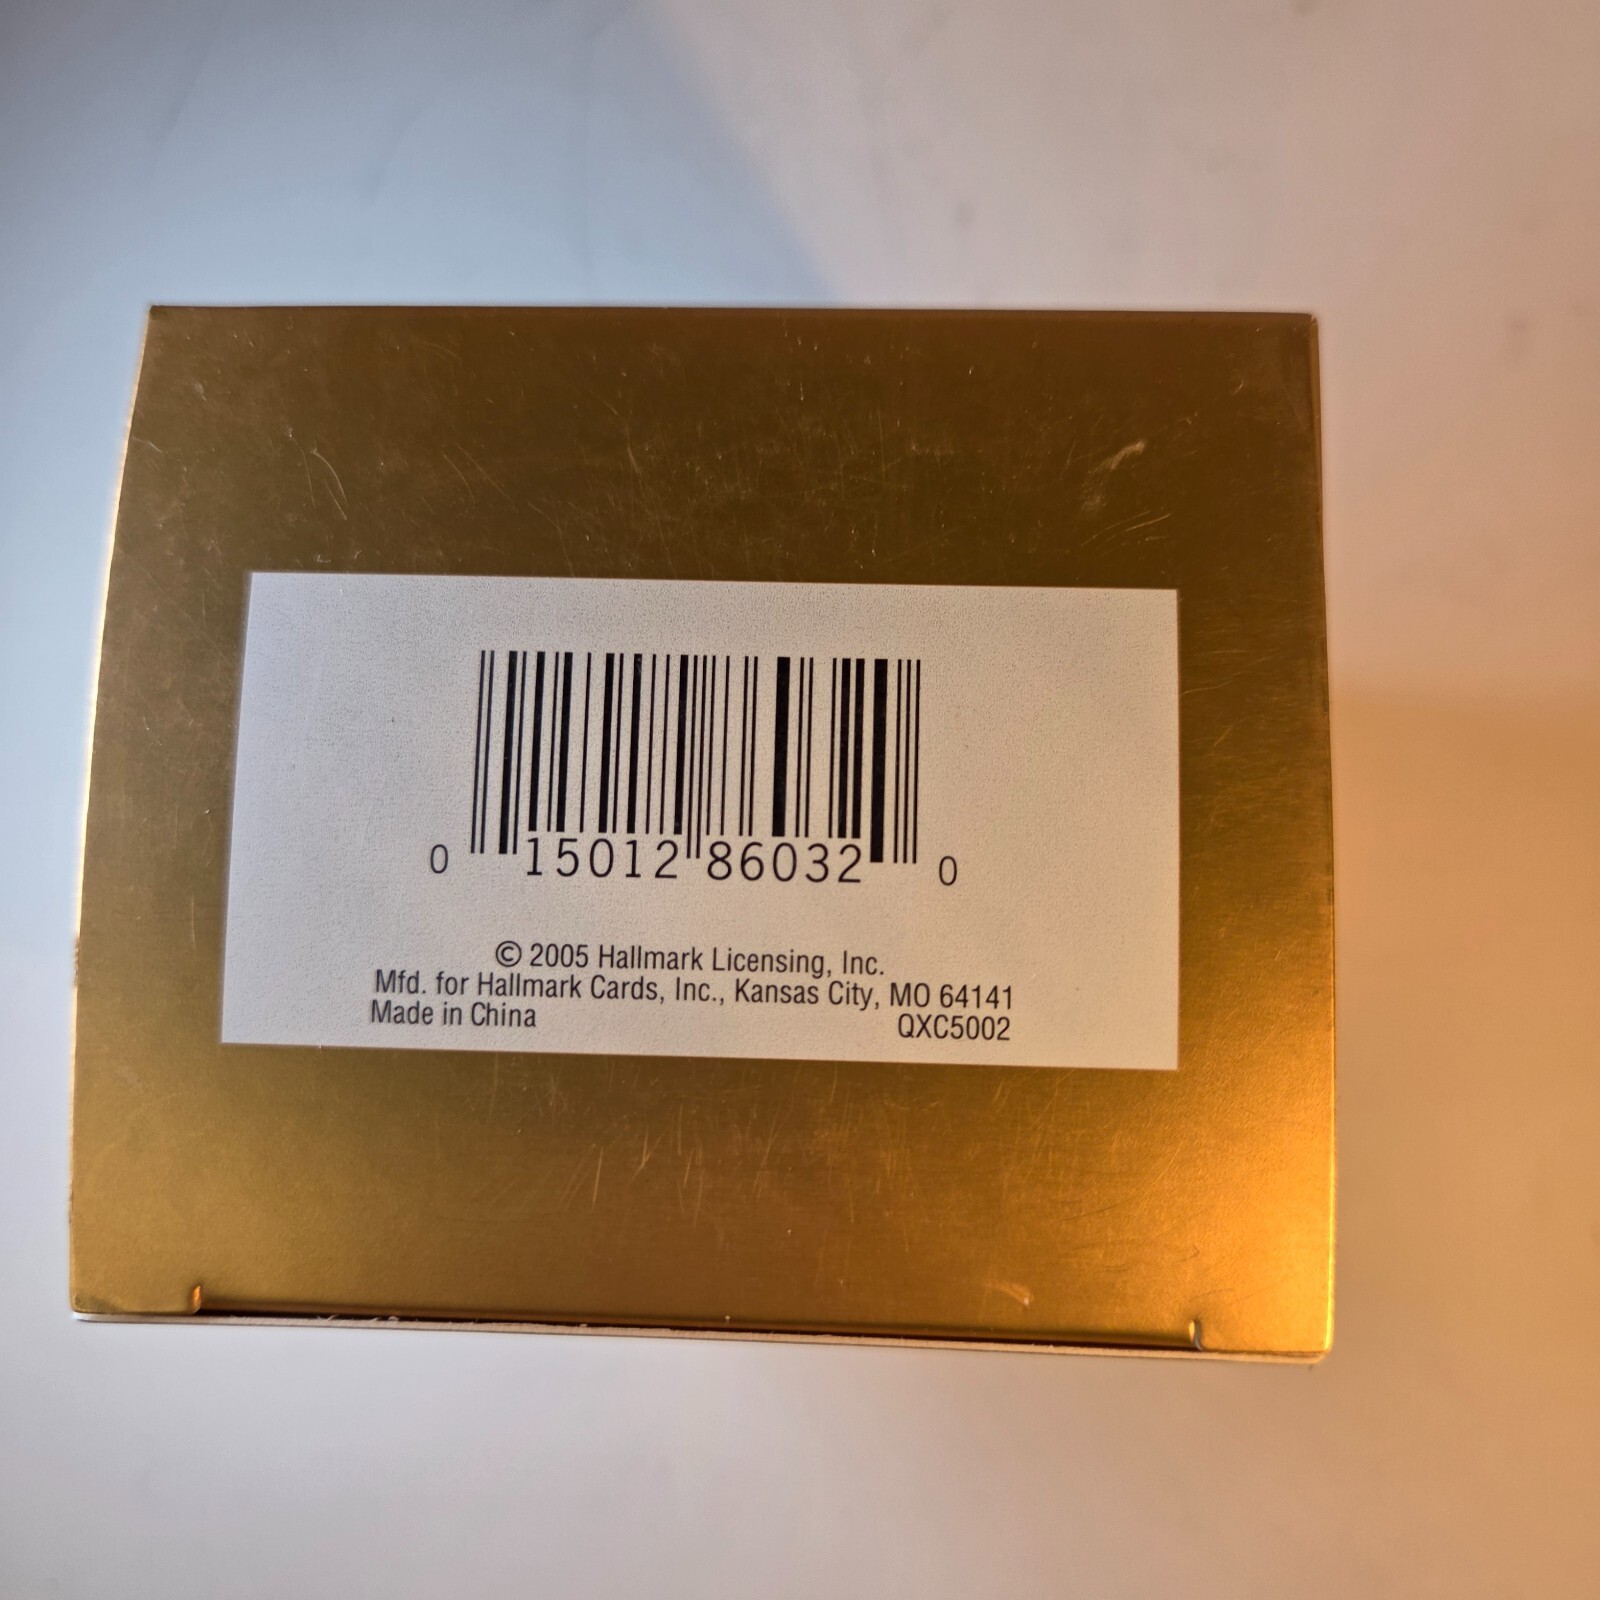 0 15012 86032 0
© 2005 Hallmark Licensing, Inc.
Mfd. for Hallmark Cards, Inc., Kansas City, MO 64141
Made in China QXC5002